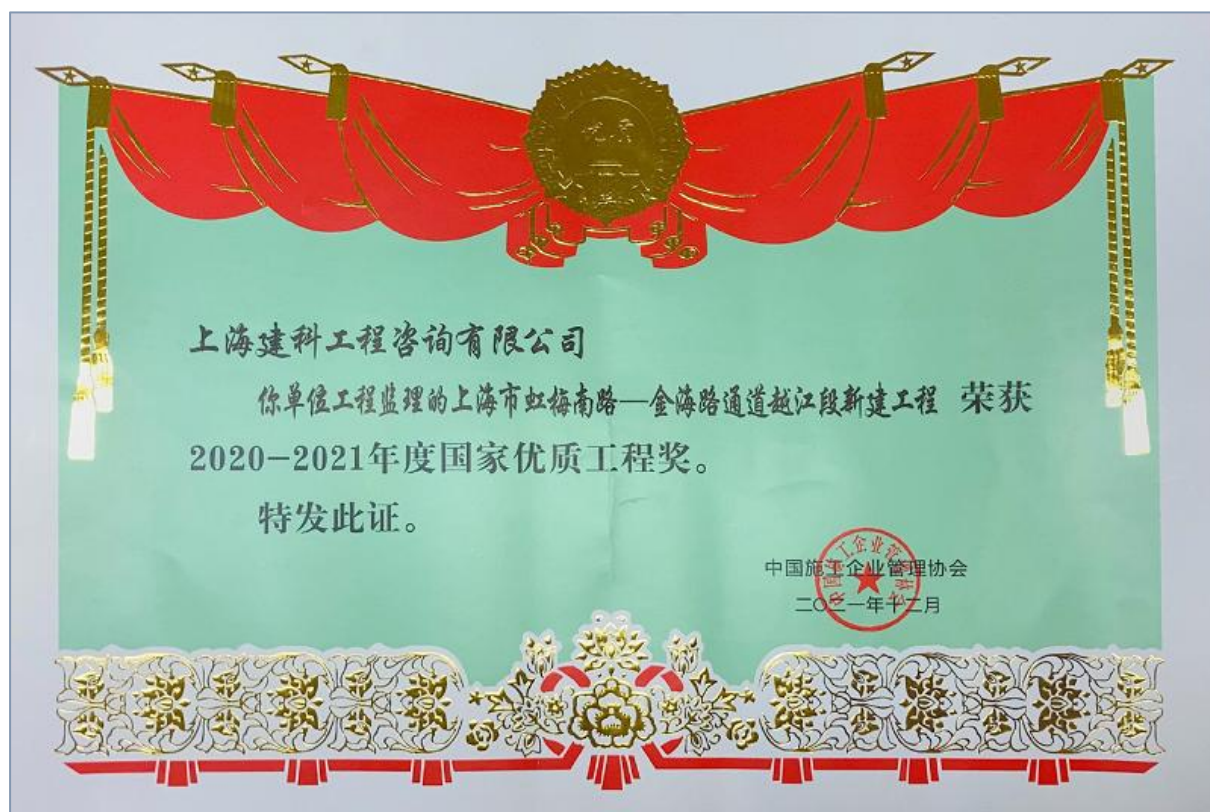 上海建科工程咨询有限公司
你单位工程监理的上海市虹梅南路—金海路通道越江段新建工程 荣获
2020-2021年度国家优质工程奖。
特发此证。
中国施工企业管理协会
二〇二一年十二月